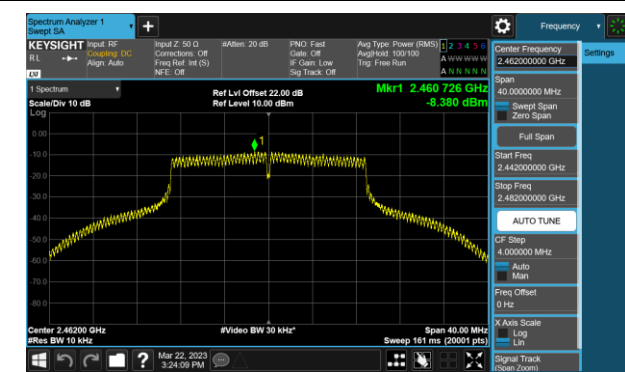 Spectrum Analyzer 1
Swept SA
+
Frequency
KEYSIGHT
RL
Input: RF
Coupling: DC
Align: Auto
Input Z: 50 Ω
Corrections: Off
Freq Ref: Int (S)
NFE: Off
#Atten: 20 dB
PNO: Fast
Gate: Off
IF Gain: Low
Sig Track: Off
Avg Type: Power (RMS)
Avg|Hold: 100/100
Trig: Free Run
1 2 3 4 5 6
A W W W W W
A N N N N N
LXI
1 Spectrum
Scale/Div 10 dB
Log
Ref Lvl Offset 22.00 dB
Ref Level 10.00 dBm
Mkr1 2.460 726 GHz
-8.380 dBm
1
0.00
-10.0
-20.0
-30.0
-40.0
-50.0
-60.0
-70.0
-80.0
Center 2.46200 GHz
#Res BW 10 kHz
#Video BW 30 kHz*
Span 40.00 MHz
Sweep 161 ms (20001 pts)
Center Frequency
2.462000000 GHz
Settings
Span
40.0000000 MHz
Swept Span
Zero Span
Full Span
Start Freq
2.442000000 GHz
Stop Freq
2.482000000 GHz
AUTO TUNE
CF Step
4.000000 MHz
Auto
Man
Freq Offset
0 Hz
X Axis Scale
Log
Lin
Signal Track
(Span Zoom)
?
Mar 22, 2023
3:24:09 PM